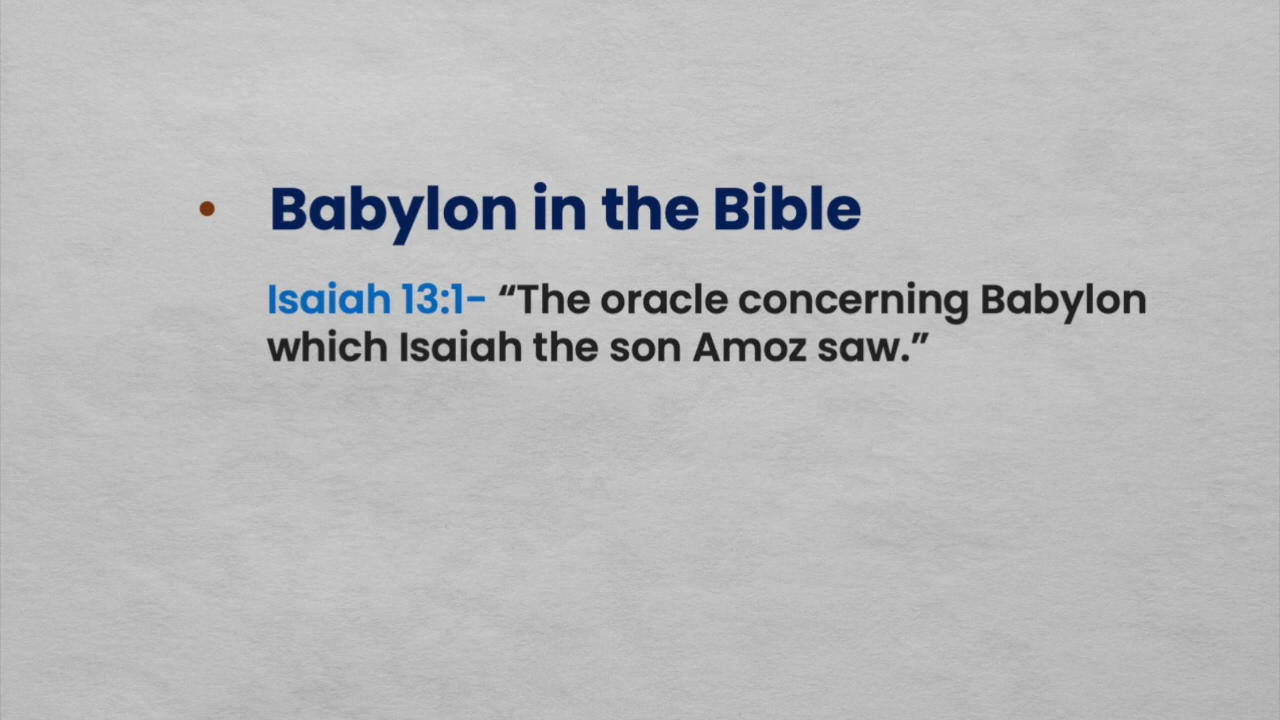 • Babylon in the Bible
Isaiah 13:1- “The oracle concerning Babylon
which Isaiah the son Amoz saw.”